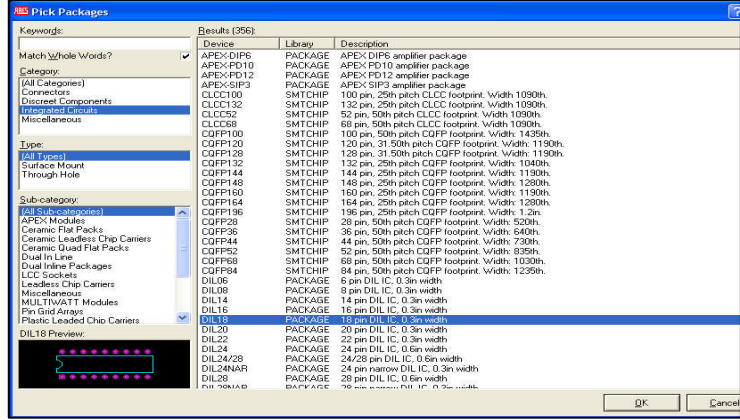 ARES Pick Packages
Keywords:
Match Whole Words?
Category:
(All Categories)
Connectors
Discreet Components
Integrated Circuits
Miscellaneous
Type:
(All Types)
Surface Mount
Through Hole
Sub-category:
(All Sub-categories)
APEX Modules
Ceramic Flat Packs
Ceramic Leadless Chip Carriers
Ceramic Quad Flat Packs
Dual In Line
Dual Inline Packages
LCC Sockets
Leadless Chip Carriers
Miscellaneous
MULTIWATT Modules
Pin Grid Arrays
Plastic Leaded Chip Carriers
DIL18 Preview:
Results (356):
Device Library Description
APEX-DIP6 PACKAGE APEX DIP6 amplifier package
APEX-PD10 PACKAGE APEX PD10 amplifier package
APEX-PD12 PACKAGE APEX PD12 amplifier package
APEX-SIP3 PACKAGE APEX SIP3 amplifier package
CLCC100 SMTCHIP 100 pin, 25th pitch CLCC footprint. Width 1090th.
CLCC132 SMTCHIP 132 pin, 25th pitch CLCC footprint. Width 1090th.
CLCC52 SMTCHIP 52 pin, 50th pitch CLCC footprint. Width 1090th.
CLCC68 SMTCHIP 68 pin, 50th pitch CLCC footprint. Width 1090th.
CQFP100 SMTCHIP 100 pin, 50th pitch CQFP footprint. Width: 1435th.
CQFP120 SMTCHIP 120 pin, 31.50th pitch CQFP footprint. Width: 1190th.
CQFP128 SMTCHIP 128 pin, 31.50th pitch CQFP footprint. Width: 1190th.
CQFP132 SMTCHIP 132 pin, 25th pitch CQFP footprint. Width: 1040th.
CQFP144 SMTCHIP 144 pin, 25th pitch CQFP footprint. Width: 1190th.
CQFP148 SMTCHIP 148 pin, 25th pitch CQFP footprint. Width: 1280th.
CQFP160 SMTCHIP 160 pin, 25th pitch CQFP footprint. Width: 1190th.
CQFP164 SMTCHIP 164 pin, 25th pitch CQFP footprint. Width: 1280th.
CQFP196 SMTCHIP 196 pin, 25th pitch CQFP footprint. Width: 1.2in.
CQFP28 SMTCHIP 28 pin, 50th pitch CQFP footprint. Width: 520th.
CQFP36 SMTCHIP 36 pin, 50th pitch CQFP footprint. Width: 640th.
CQFP44 SMTCHIP 44 pin, 50th pitch CQFP footprint. Width: 730th.
CQFP52 SMTCHIP 52 pin, 50th pitch CQFP footprint. Width: 835th.
CQFP68 SMTCHIP 68 pin, 50th pitch CQFP footprint. Width: 1030th.
CQFP84 SMTCHIP 84 pin, 50th pitch CQFP footprint. Width: 1235th.
DIL06 PACKAGE 6 pin DIL IC, 0.3in width
DIL08 PACKAGE 8 pin DIL IC, 0.3in width
DIL14 PACKAGE 14 pin DIL IC, 0.3in width
DIL16 PACKAGE 16 pin DIL IC, 0.3in width
DIL18 PACKAGE 18 pin DIL IC, 0.3in width
DIL20 PACKAGE 20 pin DIL IC, 0.3in width
DIL22 PACKAGE 22 pin DIL IC, 0.3in width
DIL24 PACKAGE 24 pin DIL IC, 0.6in width
DIL24/28 PACKAGE 24/28 pin DIL IC, 0.6in width
DIL24NAR PACKAGE 24 pin narrow DIL IC, 0.3in width
DIL28 PACKAGE 28 pin DIL IC, 0.6in width
DIL28NAR PACKAGE 28 pin narrow DIL IC, 0.3in width
OK Cancel